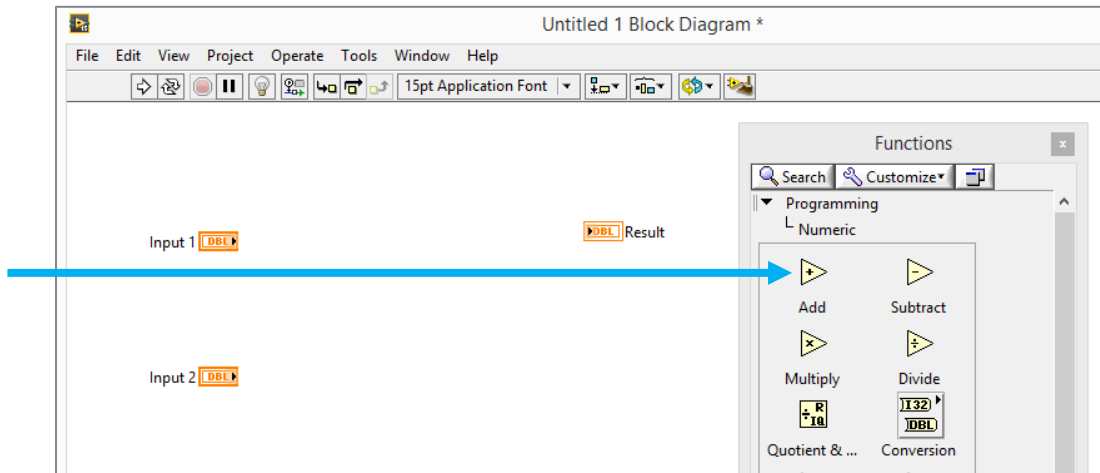 Untitled 1 Block Diagram *
File Edit View Project Operate Tools Window Help
15pt Application Font
Functions
x
Search Customize
Programming
Numeric
Input 1 DBL
DBL Result
+ -
Add Subtract
× ÷
Multiply Divide
÷ R IQ
I32 DBL
Quotient & ... Conversion
Input 2 DBL